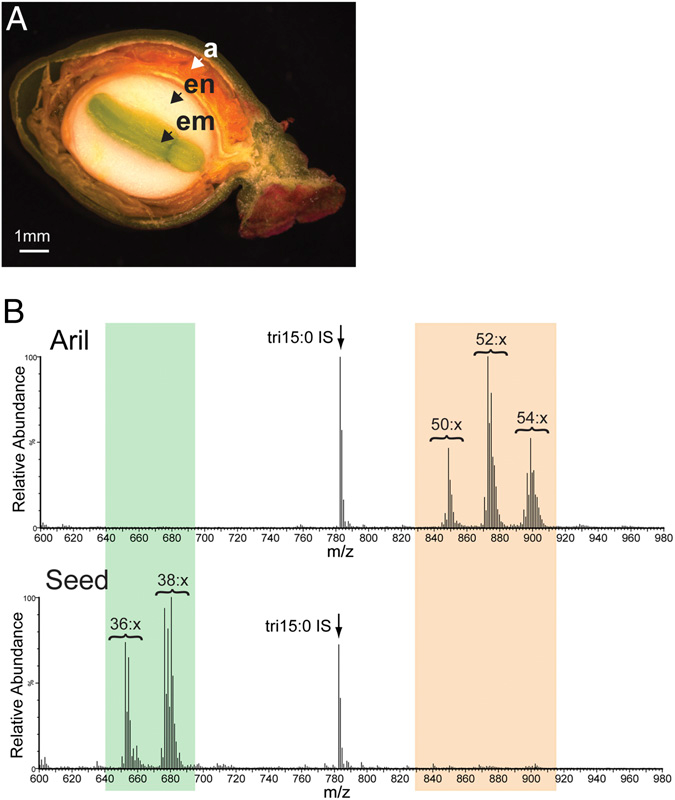 A
a
en
em
1mm
B
Aril
tri15:0 IS
52:x
50:x
54:x
Relative Abundance
100
%
0
600 620 640 660 680 700 720 740 760 780 800 820 840 860 880 900 920 940 960 980
m/z
Seed
38:x
36:x
tri15:0 IS
Relative Abundance
100
%
0
600 620 640 660 680 700 720 740 760 780 800 820 840 860 880 900 920 940 960 980
m/z